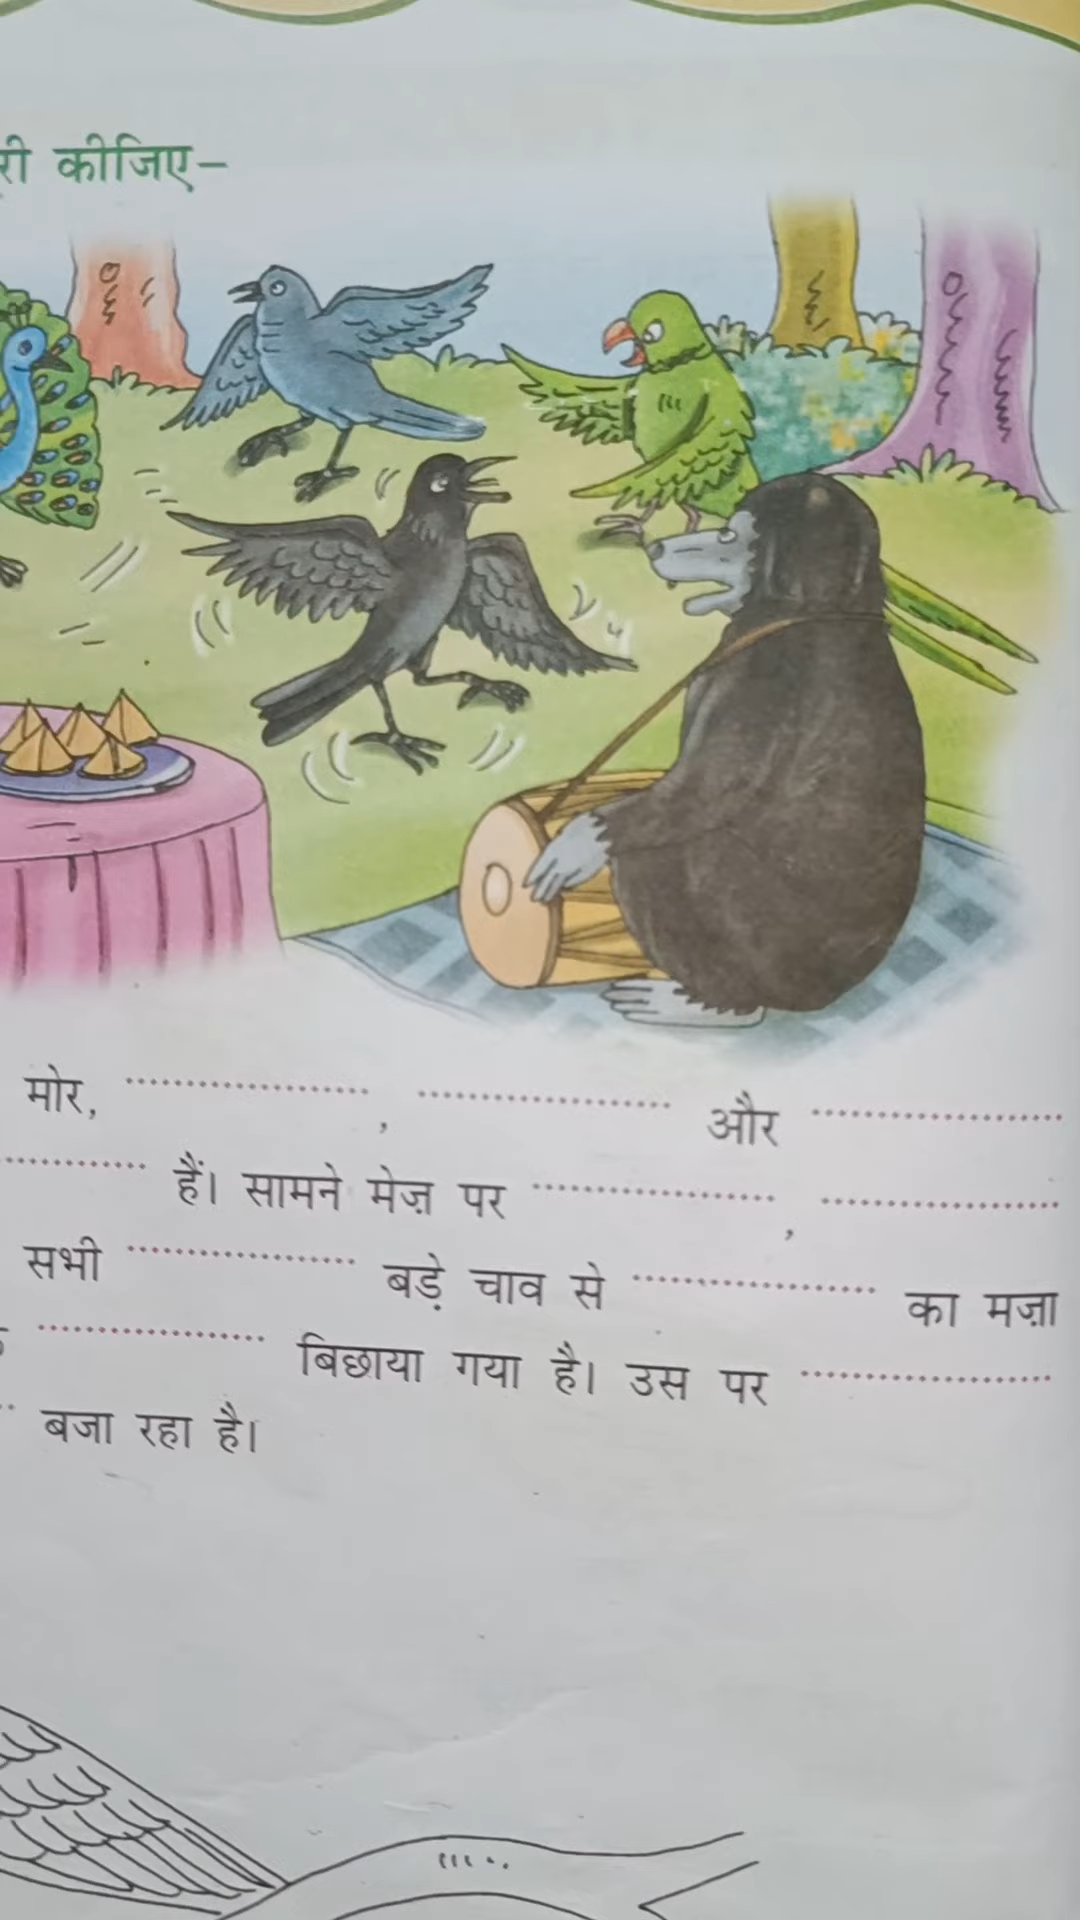 कीजिए–
मोर, .................... , .................... और ....................
.................... हैं। सामने मेज़ पर .................... , ....................
सभी .................... बड़े चाव से .................... का मज़ा
.................... बिछाया गया है। उस पर ....................
बजा रहा है।